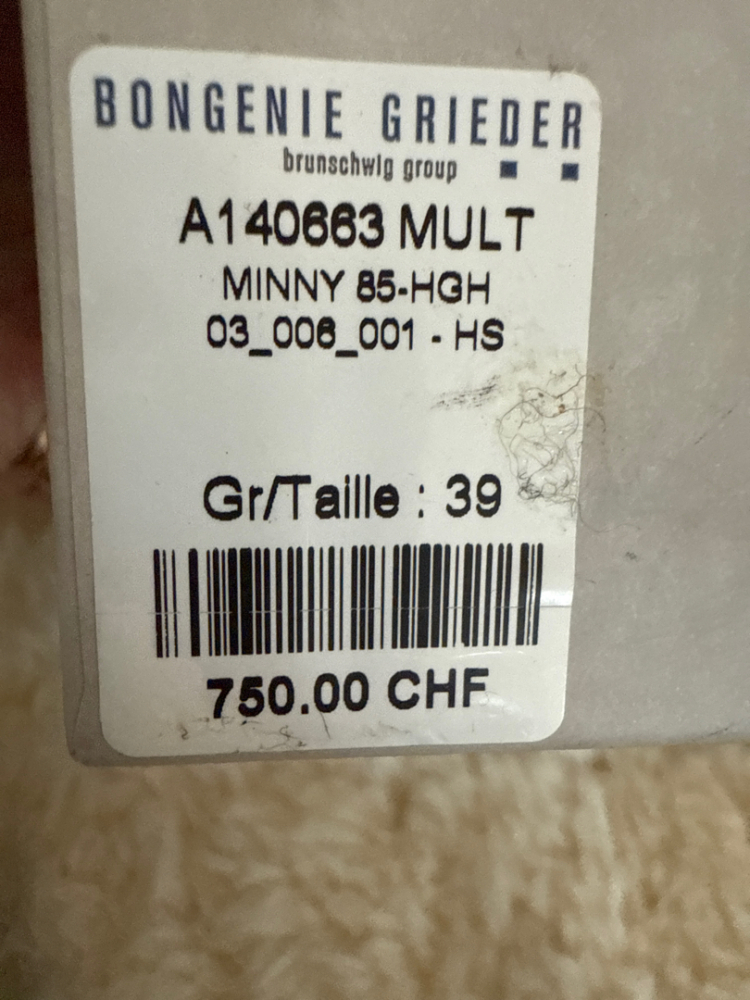 BONGENIE GRIEDER
brunschwig group
A140663 MULT
MINNY 85-HGH
03_006_001 - HS
Gr/Taille : 39
750.00 CHF